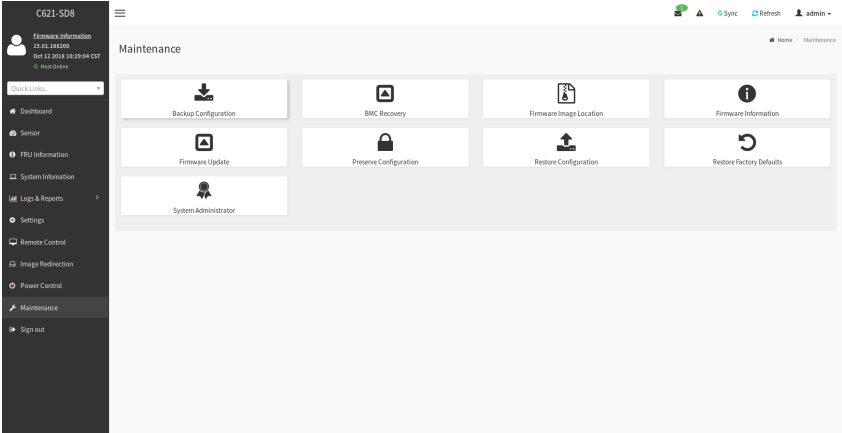 C621-SD8
1
Sync
Refresh
admin
Firmware Information
15.01.168200
Oct 12 2018 10:29:04 CST
Host Online
Home > Maintenance
Maintenance
Quick Links..
Dashboard
Sensor
FRU Information
System Infomation
Logs & Reports
Settings
Remote Control
Image Redirection
Power Control
Maintenance
Sign out
Backup Configuration
BMC Recovery
Firmware Image Location
Firmware Information
Firmware Update
Preserve Configuration
Restore Configuration
Restore Factory Defaults
System Administrator